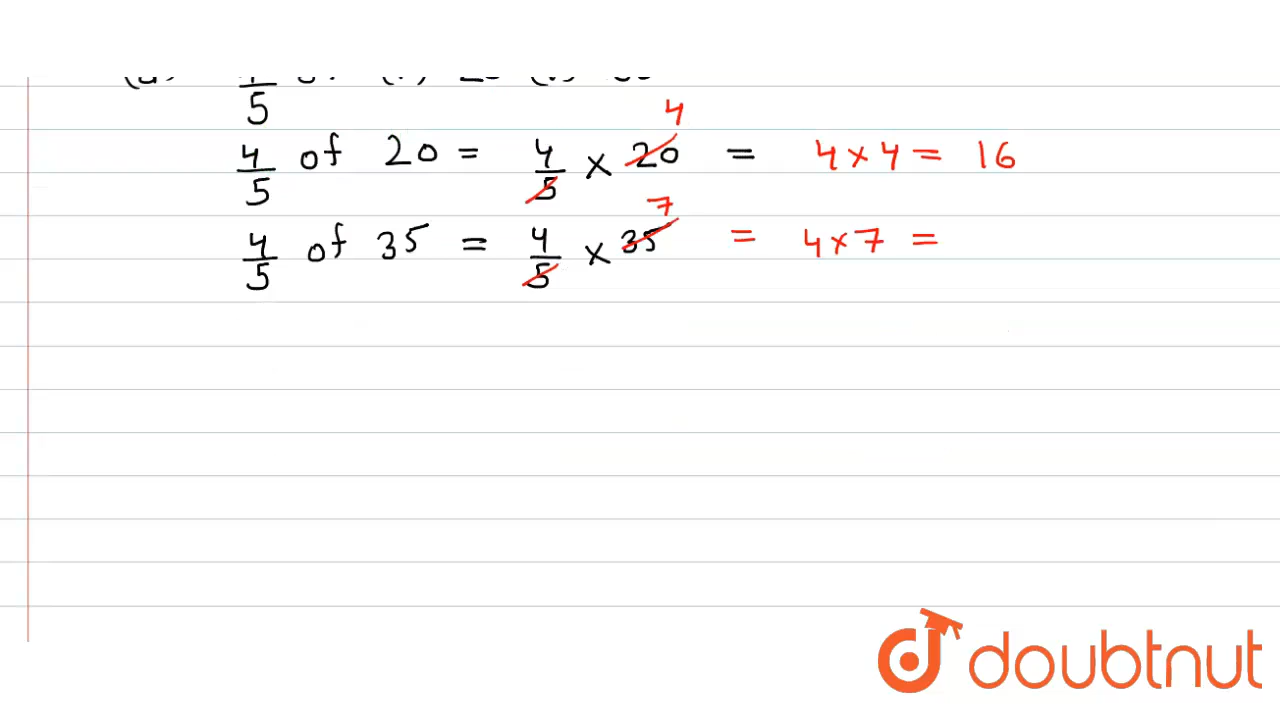 5
4/5 of 20 = 4/5 × 20 4 = 4 × 4 = 16
4/5 of 35 = 4/5 × 35 7 = 4 × 7 =
doubtnut